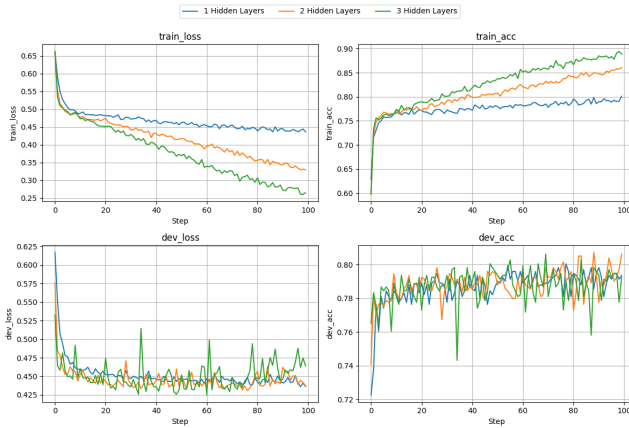 1 Hidden Layers 2 Hidden Layers 3 Hidden Layers
train_loss
train_loss
0.65
0.60
0.55
0.50
0.45
0.40
0.35
0.30
0.25
0 20 40 60 80 100
Step
train_acc
train_acc
0.90
0.85
0.80
0.75
0.70
0.65
0.60
0 20 40 60 80 100
Step
dev_loss
dev_loss
0.625
0.600
0.575
0.550
0.525
0.500
0.475
0.450
0.425
0 20 40 60 80 100
Step
dev_acc
dev_acc
0.80
0.78
0.76
0.74
0.72
0 20 40 60 80 100
Step